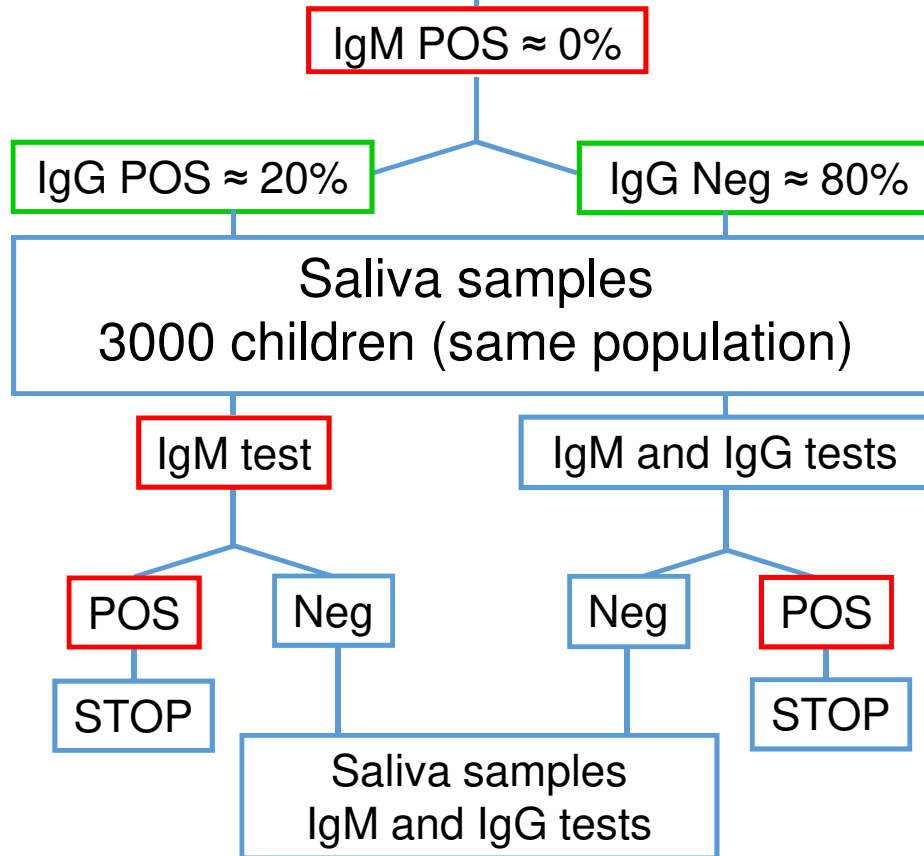 IgM POS ≈ 0%
IgG POS ≈ 20%
IgG Neg ≈ 80%
Saliva samples
3000 children (same population)
IgM test
IgM and IgG tests
POS
Neg
Neg
POS
STOP
STOP
Saliva samples
IgM and IgG tests